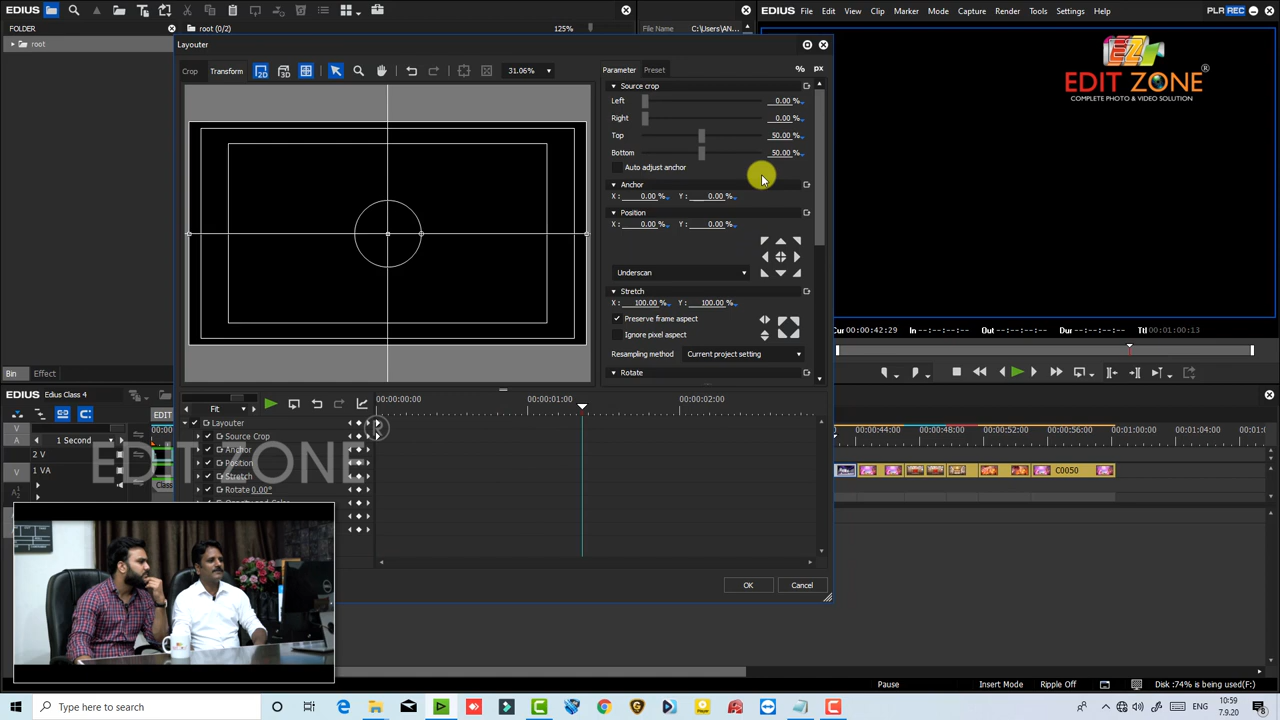 EDIUS
PLR REC
File Edit View Clip Marker Mode Capture Render Tools Settings Help
FOLDER
root
root (0/2)
125%
File Name
C:\Users\AN...
Layouter
Crop
Transform
31.06%
Parameter
Preset
%
px
Source crop
Left 0.00 %
Right 0.00 %
Top 50.00 %
Bottom 50.00 %
Auto adjust anchor
Anchor
X : 0.00 % Y : 0.00 %
Position
X : 0.00 % Y : 0.00 %
Underscan
Stretch
X : 100.00 % Y : 100.00 %
Preserve frame aspect
Ignore pixel aspect
Resampling method Current project setting
Rotate
EZ
EDIT ZONE®
COMPLETE PHOTO & VIDEO SOLUTION
Cur 00:00:42:29 In --:--:--:-- Out --:--:--:-- Dur --:--:--:-- Ttl 00:01:00:13
Bin
Effect
EDIUS Edius Class 4
EDIT
1 Second
V
2 V
V
1 VA
A
Fit
00:00:00:00
00:00:01:00
00:00:02:00
Layouter
Source Crop
Anchor
Position
Stretch
Rotate 0.00°
EDIT ZONE
00:00:44:00 00:00:48:00 00:00:52:00 00:00:56:00 00:01:00:00 00:01:04:00
C0050
OK
Cancel
Pause
Insert Mode
Ripple Off
Disk :74% is being used(F:)
Type here to search
ENG
10:59
7.9.20